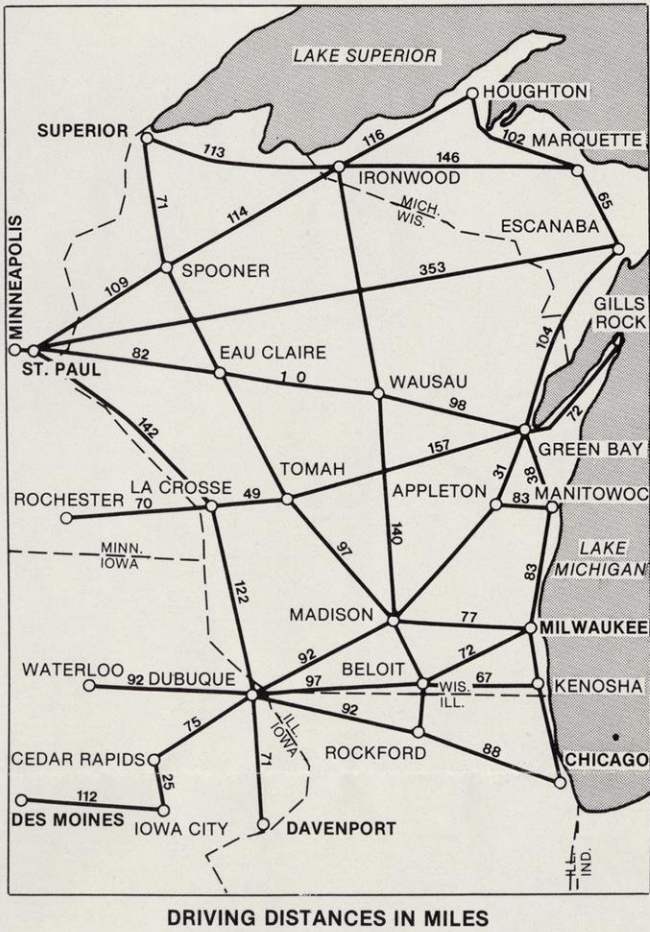 LAKE SUPERIOR
HOUGHTON
SUPERIOR
116
102
MARQUETTE
113
146
IRONWOOD
MICH.
WIS.
65
71
114
ESCANABA
MINNEAPOLIS
SPOONER
353
109
GILLS
ROCK
104
EAU CLAIRE
82
1 0
WAUSAU
ST. PAUL
98
72
142
157
GREEN BAY
TOMAH
31
38
LA CROSSE
APPLETON
83
MANITOWOC
ROCHESTER
70
49
140
97
MINN.
IOWA
LAKE
MICHIGAN
83
122
MADISON
77
MILWAUKEE
92
72
WATERLOO
92
DUBUQUE
97
BELOIT
67
WIS.
ILL.
KENOSHA
92
ILL.
IOWA
75
71
ROCKFORD
88
CEDAR RAPIDS
CHICAGO
25
112
DES MOINES
IOWA CITY
DAVENPORT
ILL.
IND.
DRIVING DISTANCES IN MILES